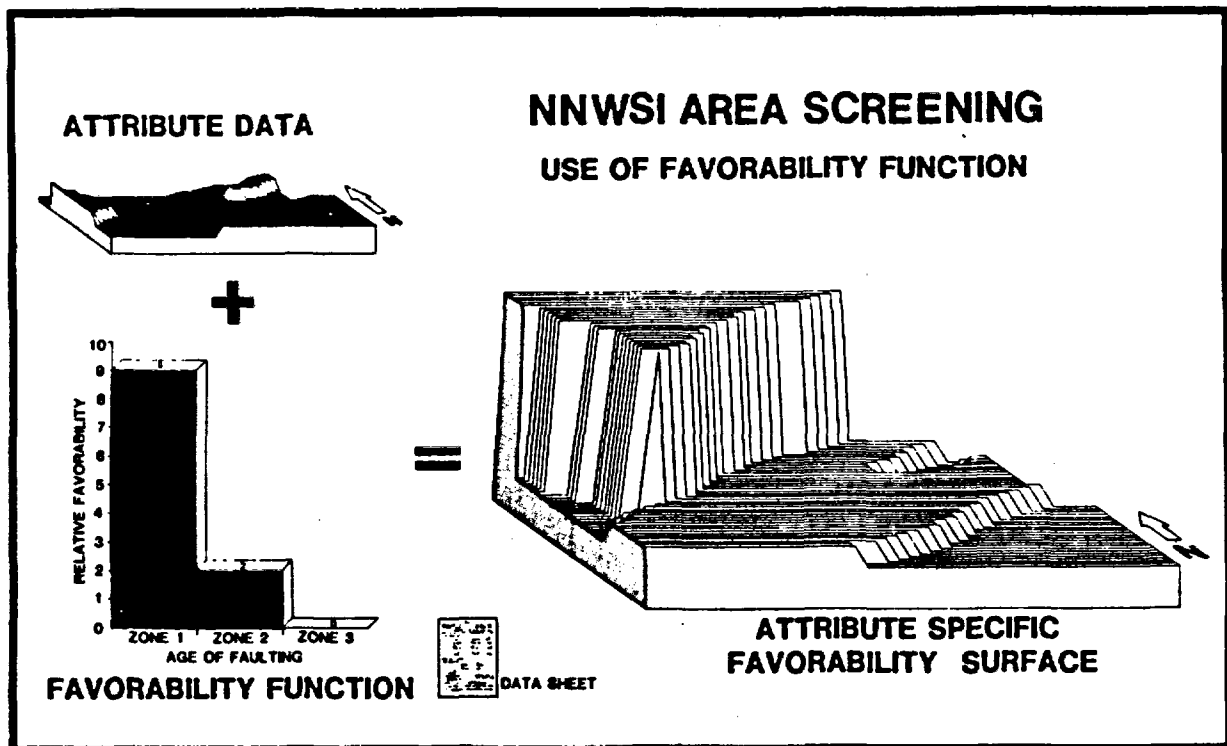 NNWSI AREA SCREENING
USE OF FAVORABILITY FUNCTION
ATTRIBUTE DATA
N
+
10
9
8
7
6
5
4
3
2
1
0
RELATIVE FAVORABILITY
ZONE 1 ZONE 2 ZONE 3
AGE OF FAULTING
FAVORABILITY FUNCTION
DATA SHEET
=
N
ATTRIBUTE SPECIFIC
FAVORABILITY SURFACE